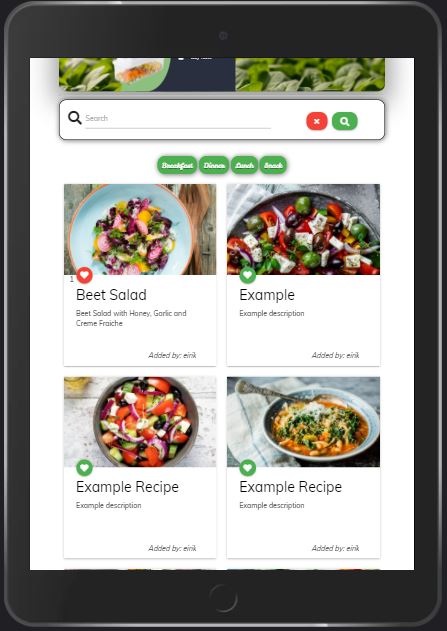 Search
Breakfast Dinner Lunch Snack
1
Beet Salad
Beet Salad with Honey, Garlic and
Creme Fraiche
Added by: eirik
Example
Example description
Added by: eirik
Example Recipe
Example description
Added by: eirik
Example Recipe
Example description
Added by: eirik